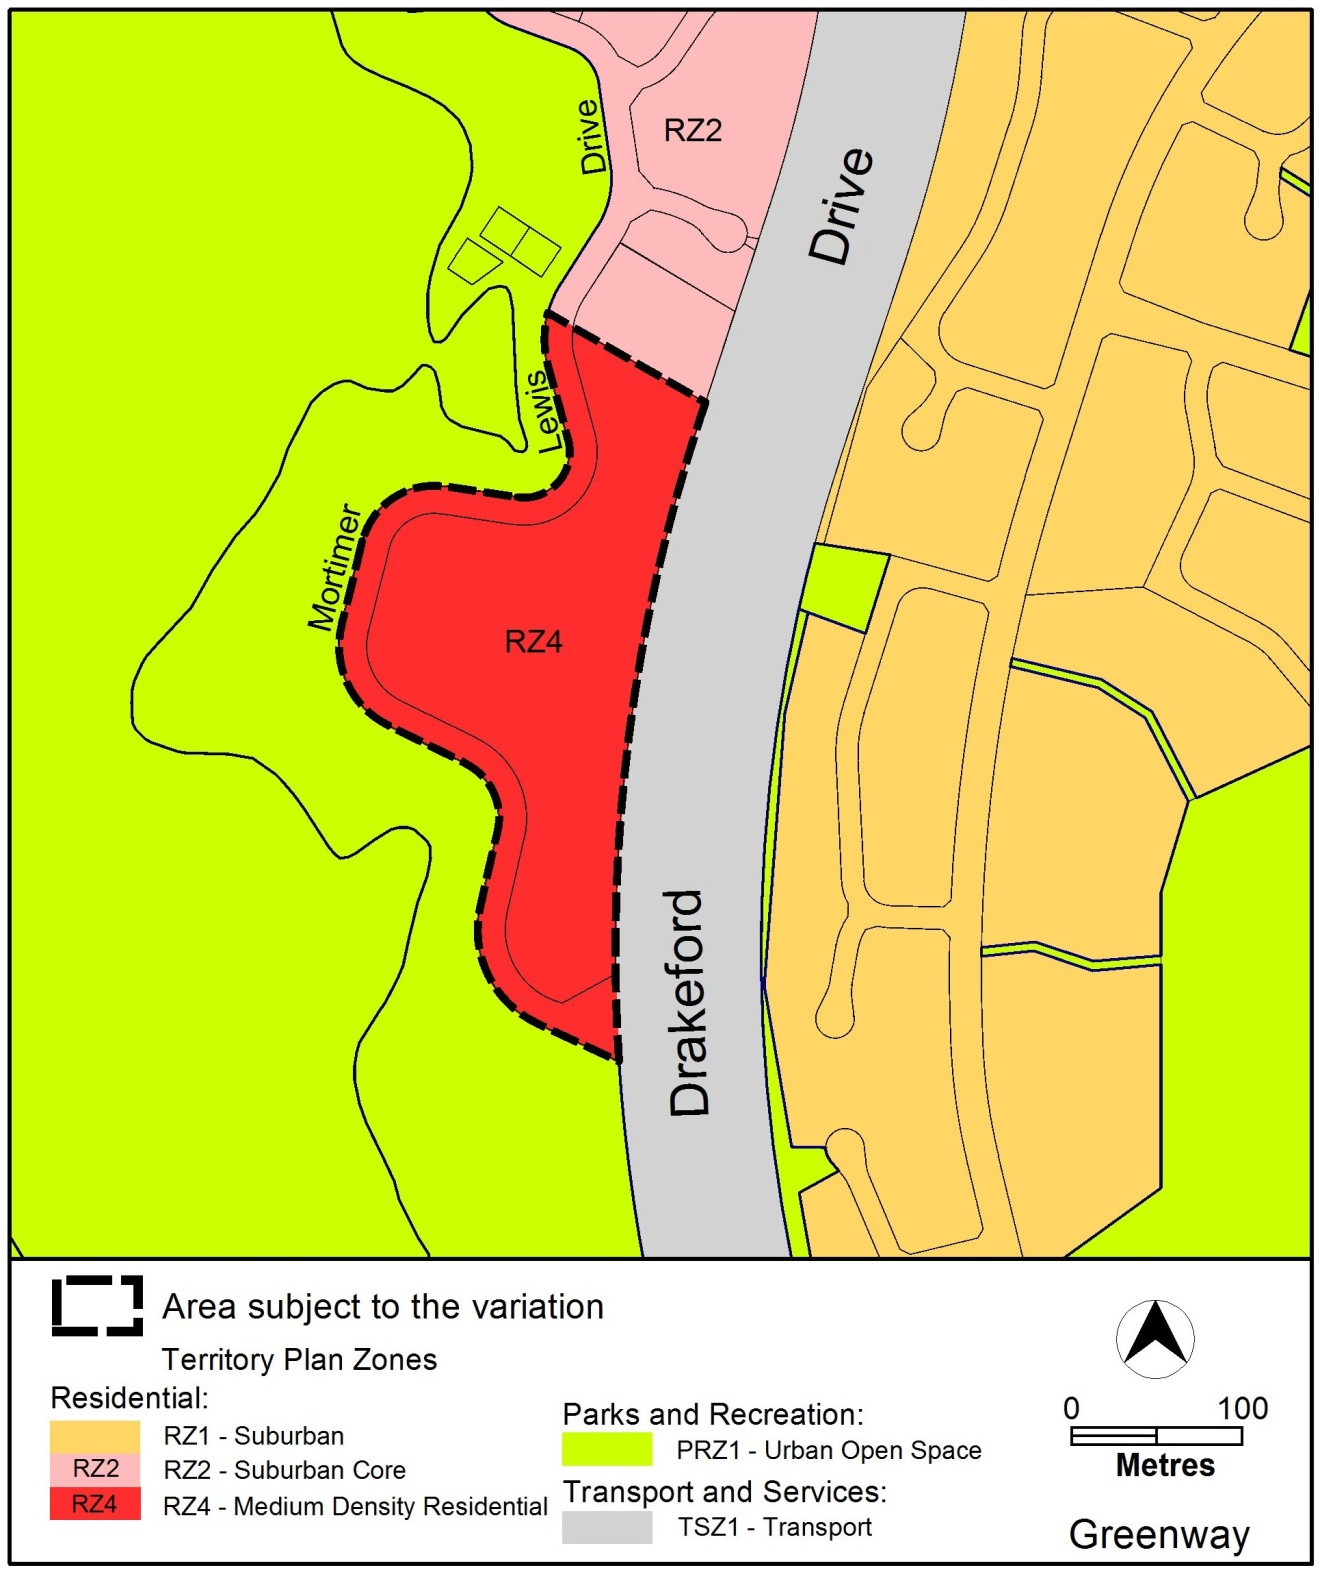 RZ2
Drive
Drive
Lewis
Mortimer
RZ4
Drakeford
Area subject to the variation
Territory Plan Zones
Residential:
RZ1 - Suburban
RZ2 RZ2 - Suburban Core
RZ4 RZ4 - Medium Density Residential
Parks and Recreation:
PRZ1 - Urban Open Space
Transport and Services:
TSZ1 - Transport
0 100
Metres
Greenway